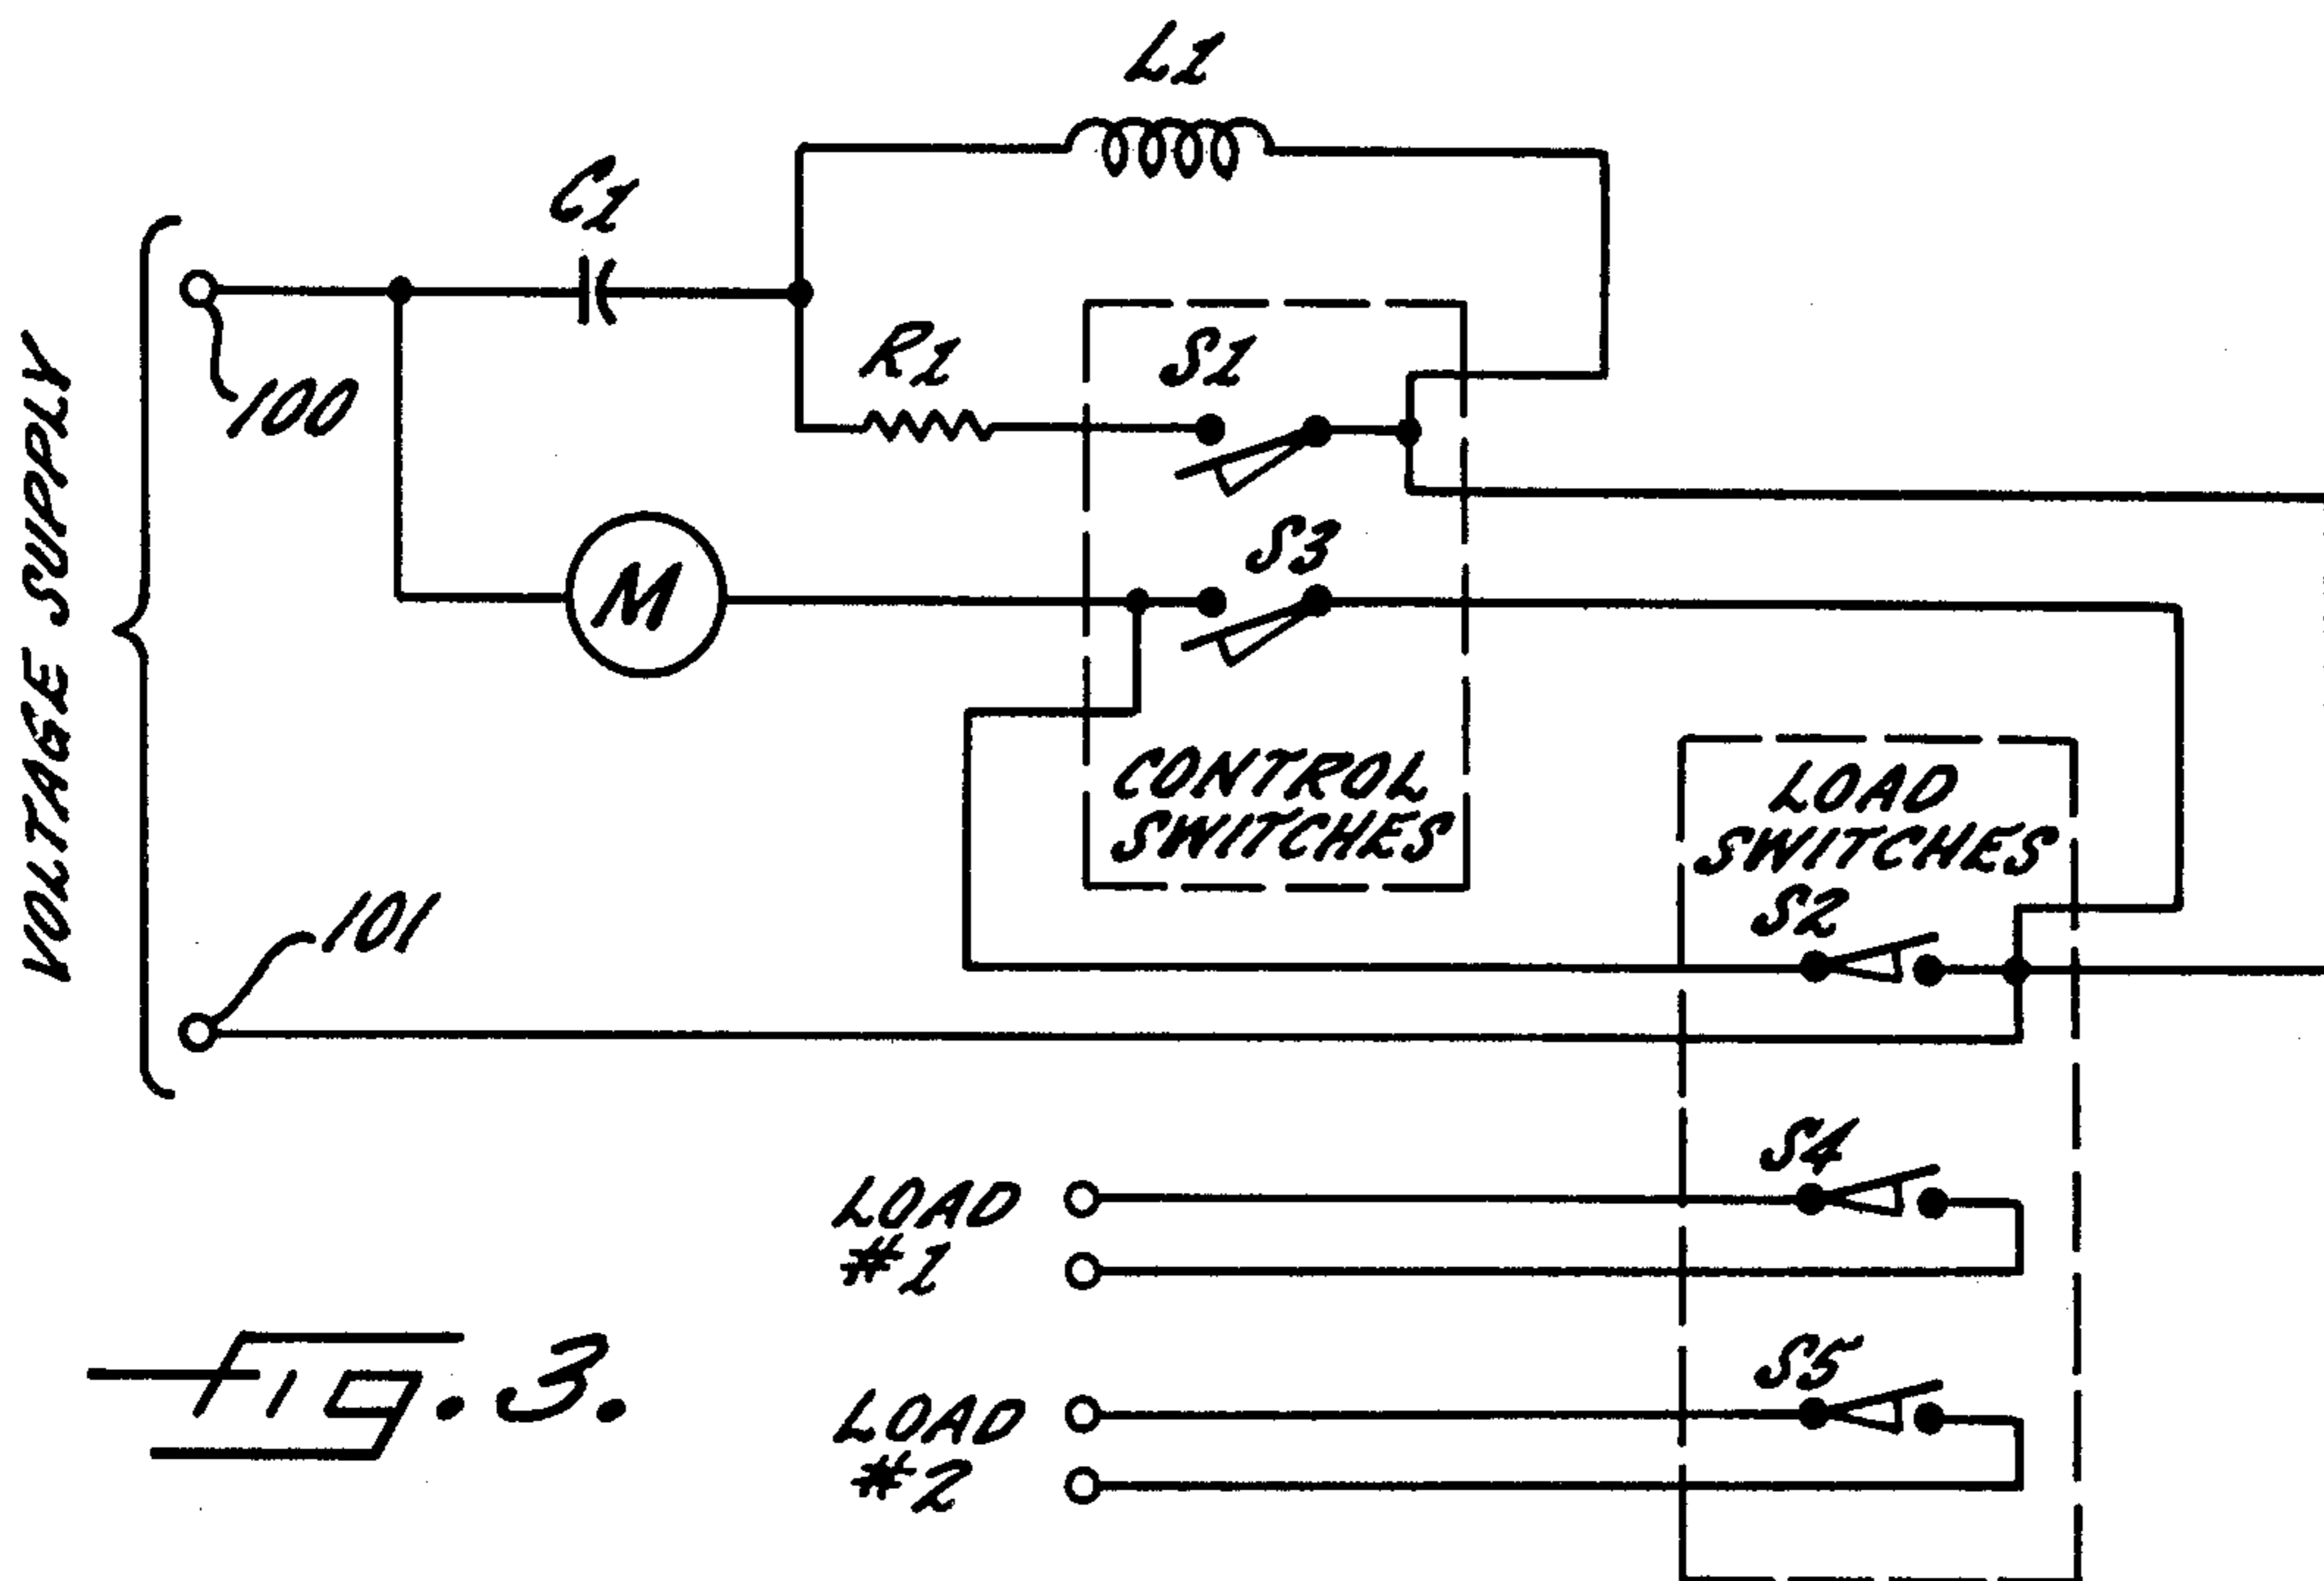 L1
C1
R1
S1
100
S3
M
VOLTAGE SUPPLY
CONTROL
SWITCHES
LOAD
SWITCHES
S2
101
S4
LOAD
#1
S5
LOAD
#2
Fig. 3.